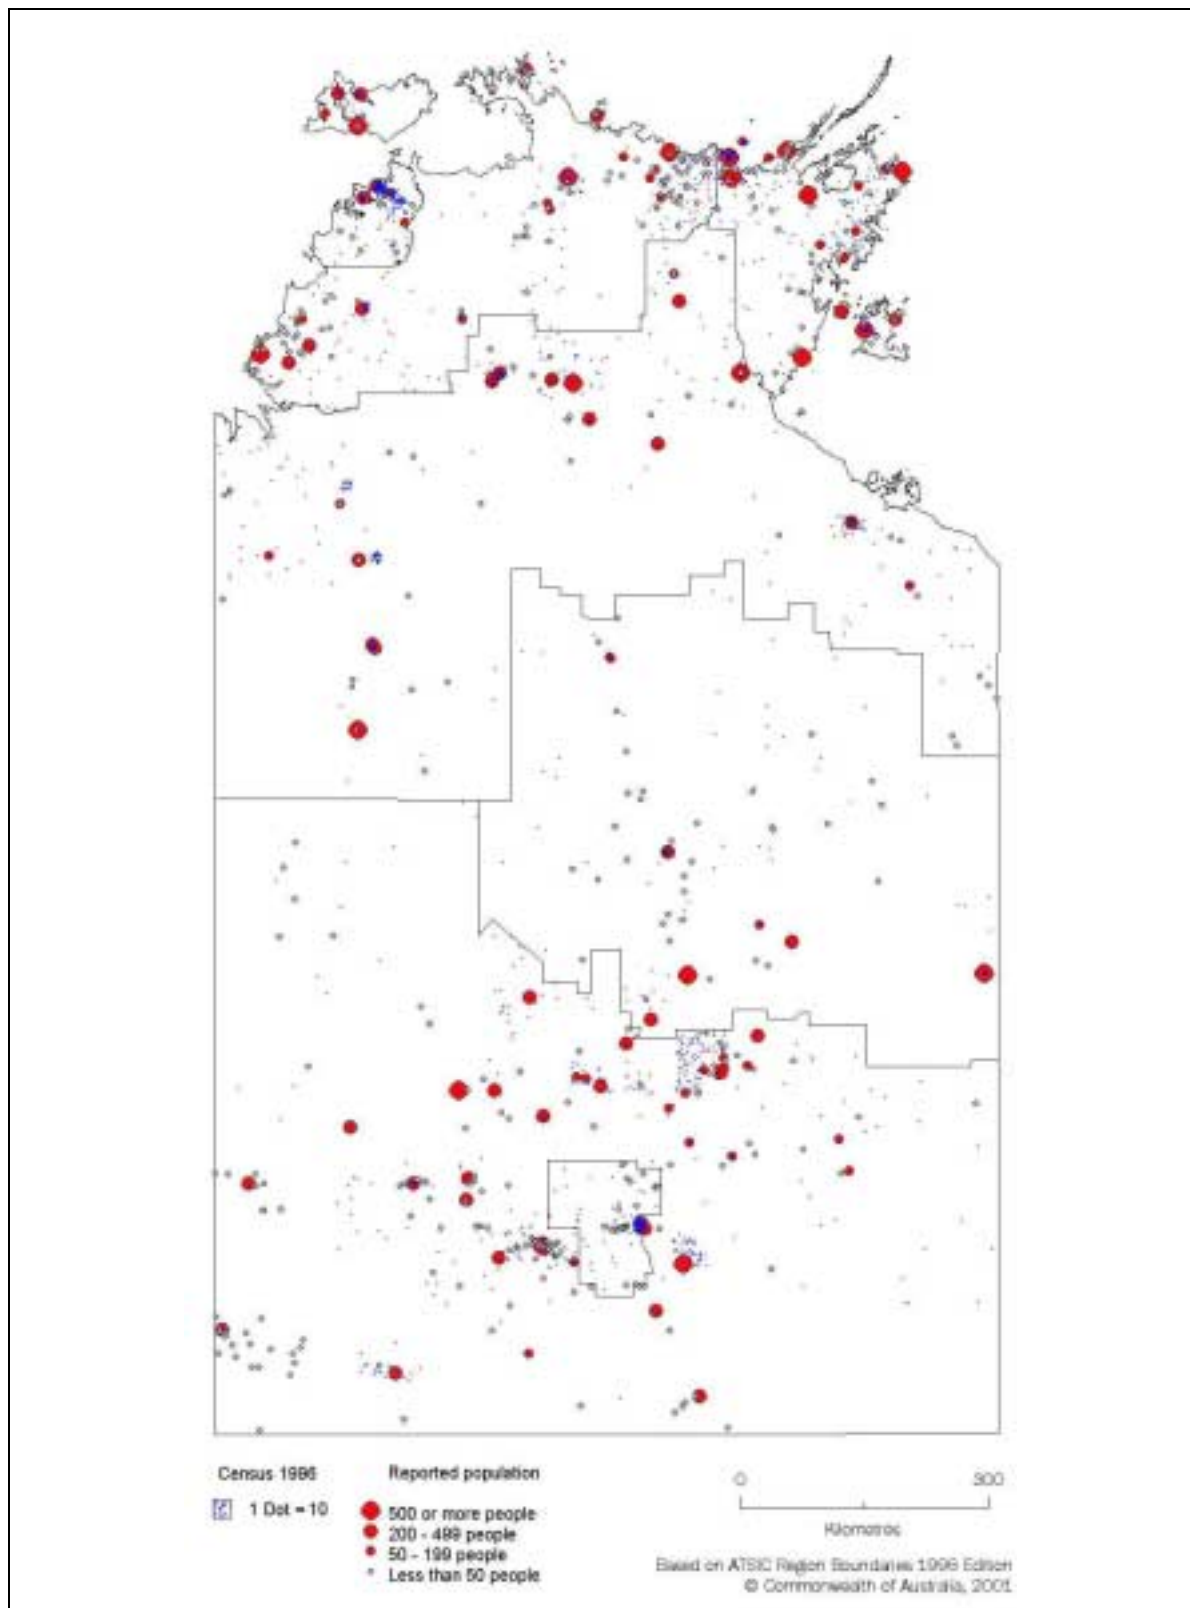 Census 1996
1 Dot = 10
Reported population
500 or more people
200 - 499 people
50 - 199 people
Less than 50 people
0 300
Kilometres
Based on ATSIC Region Boundaries 1996 Edition
© Commonwealth of Australia, 2001